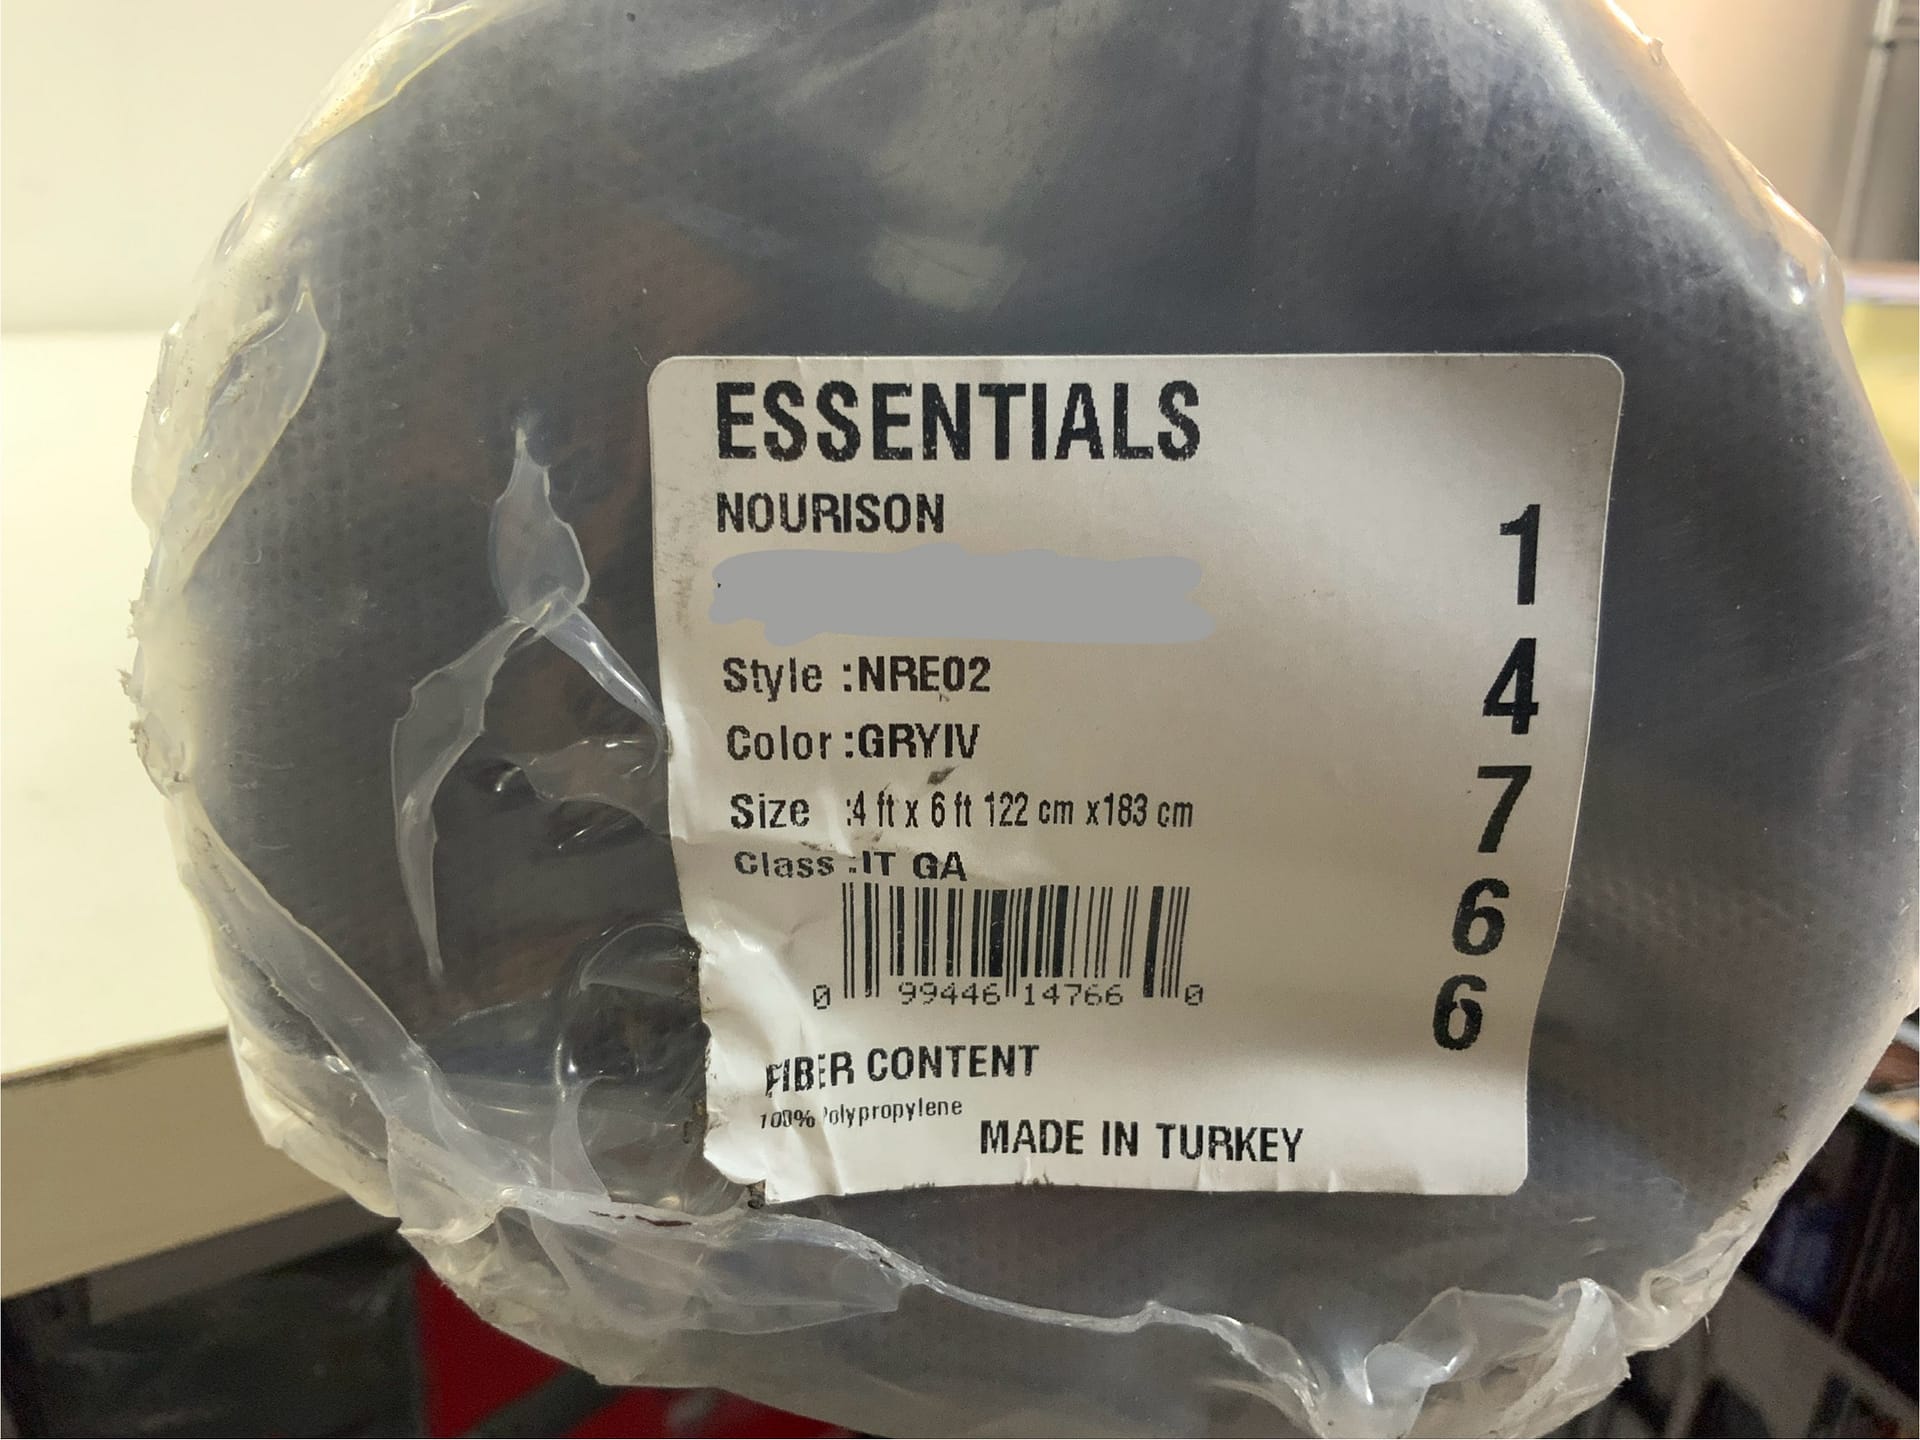 ESSENTIALS
NOURISON
Style :NRE02
Color :GRYIV
Size :4 ft x 6 ft 122 cm x183 cm
Class :IT GA
0 99446 14766 0
FIBER CONTENT
100% Polypropylene
MADE IN TURKEY
1
4
7
6
6